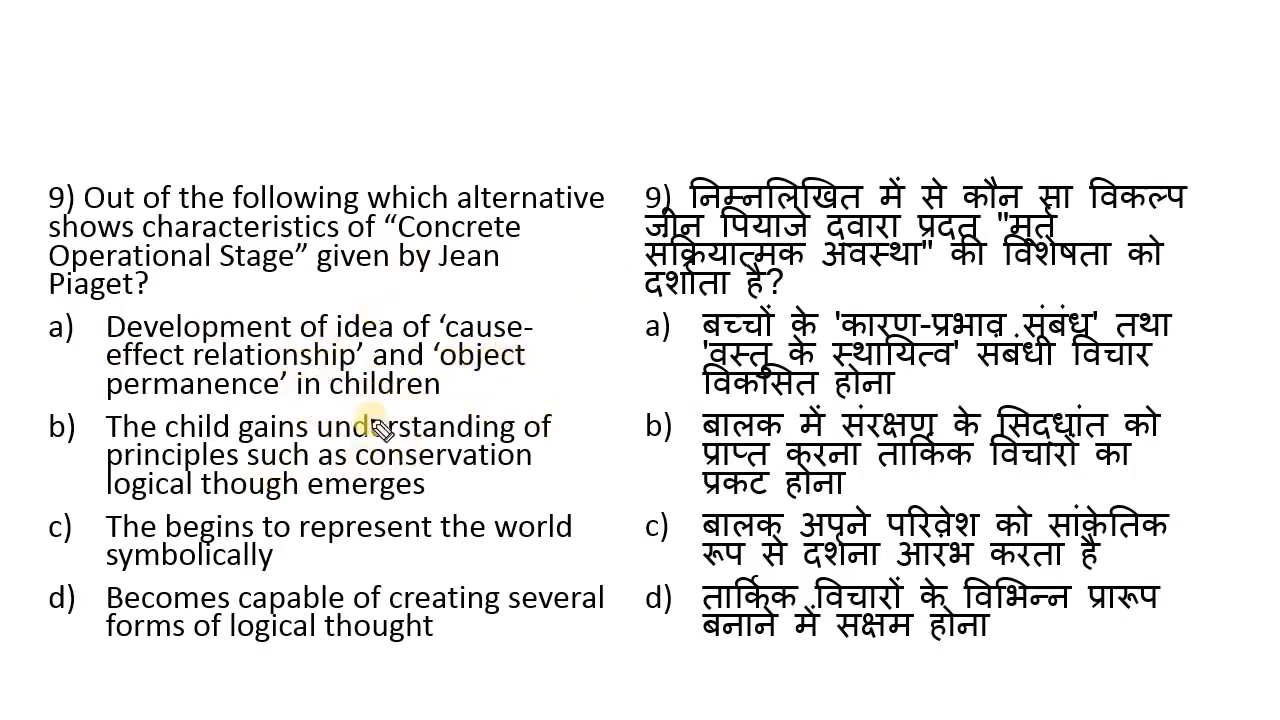 9) Out of the following which alternative
shows characteristics of “Concrete
Operational Stage” given by Jean
Piaget?
a) Development of idea of ‘cause-
effect relationship’ and ‘object
permanence’ in children
b) The child gains understanding of
principles such as conservation
logical though emerges
c) The begins to represent the world
symbolically
d) Becomes capable of creating several
forms of logical thought
9) निम्नलिखित में से कौन सा विकल्प
जीन पियाजे दवारा प्रदत "मूर्त
सक्रियात्मक अवस्था" की विशेषता को
दर्शाता है?
a) बच्चों के 'कारण-प्रभाव संबंध' तथा
'वस्तु के स्थायित्व' संबंधी विचार
विकसित होना
b) बालक में संरक्षण के सिदधांत को
प्राप्त करना तार्किक विचारों का
प्रकट होना
c) बालक अपने परिवेश को सांकेतिक
रूप से दर्शना आरंभ करता है
d) तार्किक विचारों के विभिन्न प्रारूप
बनाने में सक्षम होना